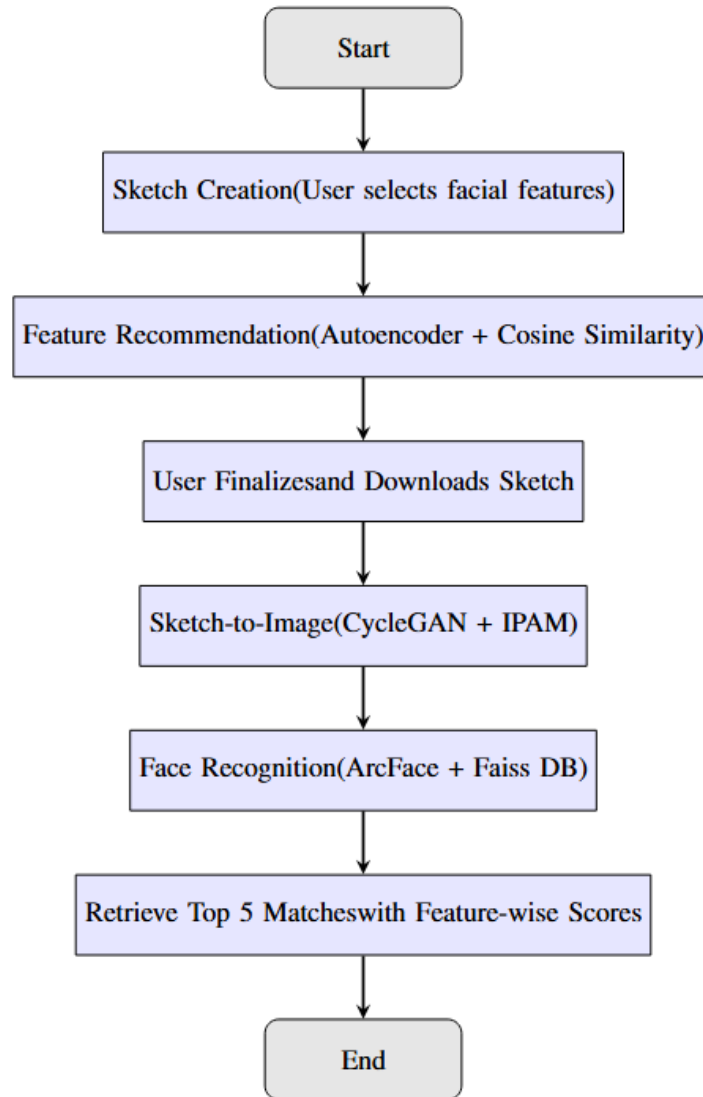 Start
Sketch Creation(User selects facial features)
Feature Recommendation(Autoencoder + Cosine Similarity)
User Finalizesand Downloads Sketch
Sketch-to-Image(CycleGAN + IPAM)
Face Recognition(ArcFace + Faiss DB)
Retrieve Top 5 Matcheswith Feature-wise Scores
End